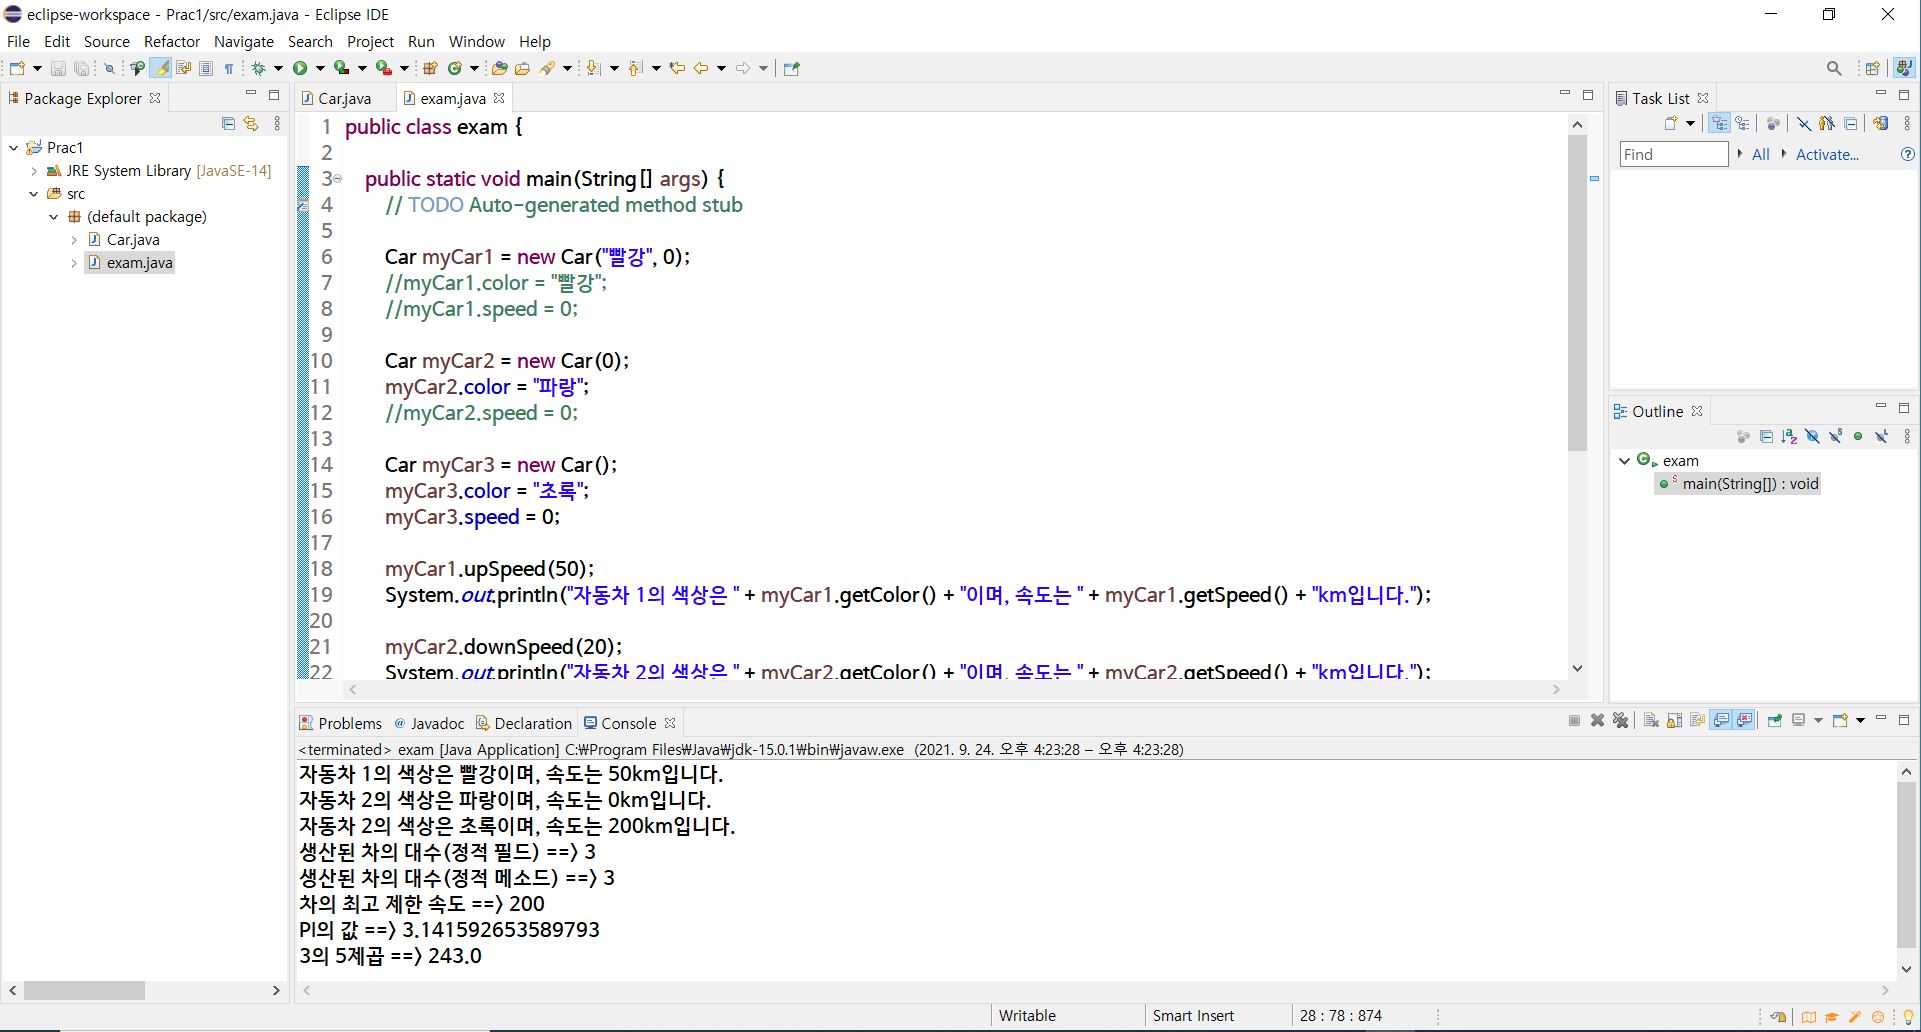 eclipse-workspace - Prac1/src/exam.java - Eclipse IDE
File Edit Source Refactor Navigate Search Project Run Window Help
Package Explorer
Prac1
JRE System Library [JavaSE-14]
src
(default package)
Car.java
exam.java
Car.java exam.java
1 public class exam {
2
3 public static void main(String[] args) {
4 // TODO Auto-generated method stub
5
6 Car myCar1 = new Car("빨강", 0);
7 //myCar1.color = "빨강";
8 //myCar1.speed = 0;
9
10 Car myCar2 = new Car(0);
11 myCar2.color = "파랑";
12 //myCar2.speed = 0;
13
14 Car myCar3 = new Car();
15 myCar3.color = "초록";
16 myCar3.speed = 0;
17
18 myCar1.upSpeed(50);
19 System.out.println("자동차 1의 색상은 " + myCar1.getColor() + "이며, 속도는 " + myCar1.getSpeed() + "km입니다.");
20
21 myCar2.downSpeed(20);
22 System.out.println("자동차 2의 색상은 " + myCar2.getColor() + "이며, 속도는 " + myCar2.getSpeed() + "km입니다.");
Task List
Find All Activate...
Outline
exam
main(String[]) : void
Problems Javadoc Declaration Console
<terminated> exam [Java Application] C:₩Program Files₩Java₩jdk-15.0.1₩bin₩javaw.exe (2021. 9. 24. 오후 4:23:28 – 오후 4:23:28)
자동차 1의 색상은 빨강이며, 속도는 50km입니다.
자동차 2의 색상은 파랑이며, 속도는 0km입니다.
자동차 2의 색상은 초록이며, 속도는 200km입니다.
생산된 차의 대수(정적 필드) ==> 3
생산된 차의 대수(정적 메소드) ==> 3
차의 최고 제한 속도 ==> 200
PI의 값 ==> 3.141592653589793
3의 5제곱 ==> 243.0
Writable Smart Insert 28 : 78 : 874